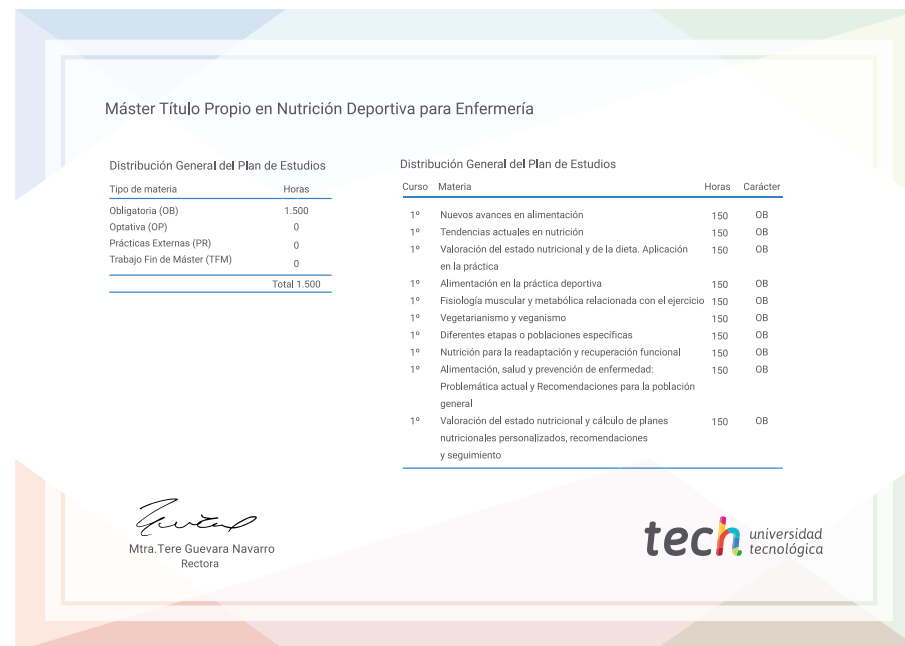 Máster Título Propio en Nutrición Deportiva para Enfermería
Distribución General del Plan de Estudios
Tipo de materia Horas
Obligatoria (OB) 1.500
Optativa (OP) 0
Prácticas Externas (PR) 0
Trabajo Fin de Máster (TFM) 0
Total 1.500
Distribución General del Plan de Estudios
Curso Materia Horas Carácter
1º Nuevos avances en alimentación 150 OB
1º Tendencias actuales en nutrición 150 OB
1º Valoración del estado nutricional y de la dieta. Aplicación 150 OB
en la práctica
1º Alimentación en la práctica deportiva 150 OB
1º Fisiología muscular y metabólica relacionada con el ejercicio 150 OB
1º Vegetarianismo y veganismo 150 OB
1º Diferentes etapas o poblaciones específicas 150 OB
1º Nutrición para la readaptación y recuperación funcional 150 OB
1º Alimentación, salud y prevención de enfermedad: 150 OB
Problemática actual y Recomendaciones para la población
general
1º Valoración del estado nutricional y cálculo de planes 150 OB
nutricionales personalizados, recomendaciones
y seguimiento
Mtra.Tere Guevara Navarro
Rectora
tech universidad
tecnológica